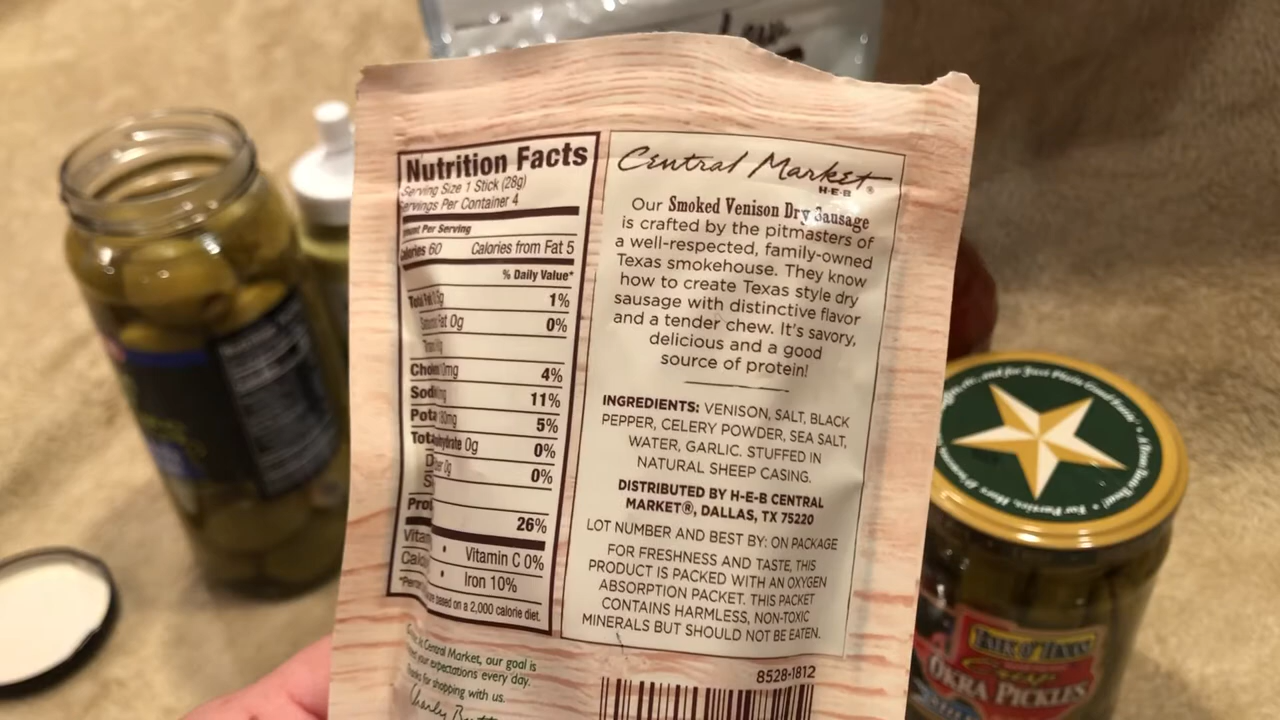 Low
Nutrition Facts
Serving Size 1 Stick (28g)
Servings Per Container 4
Per Serving
Calories 60 Calories from Fat 5
% Daily Value*
1%
Fat 0g 0%
4%
11%
5%
0g 0%
0%
26%
• Vitamin C 0%
• Iron 10%
based on a 2,000 calorie diet.
Central Market, our goal is
your expectations every day.
for shopping with us.
Central Market
H-E-B ®
Our Smoked Venison Dry Sausage
is crafted by the pitmasters of
a well-respected, family-owned
Texas smokehouse. They know
how to create Texas style dry
sausage with distinctive flavor
and a tender chew. It's savory,
delicious and a good
source of protein!
INGREDIENTS: VENISON, SALT, BLACK
PEPPER, CELERY POWDER, SEA SALT,
WATER, GARLIC. STUFFED IN
NATURAL SHEEP CASING.
DISTRIBUTED BY H-E-B CENTRAL
MARKET®, DALLAS, TX 75220
LOT NUMBER AND BEST BY: ON PACKAGE
FOR FRESHNESS AND TASTE, THIS
PRODUCT IS PACKED WITH AN OXYGEN
ABSORPTION PACKET. THIS PACKET
CONTAINS HARMLESS, NON-TOXIC
MINERALS BUT SHOULD NOT BE EATEN.
8528-1812
TALK O' TEXAS
Crisp
OKRA PICKLES